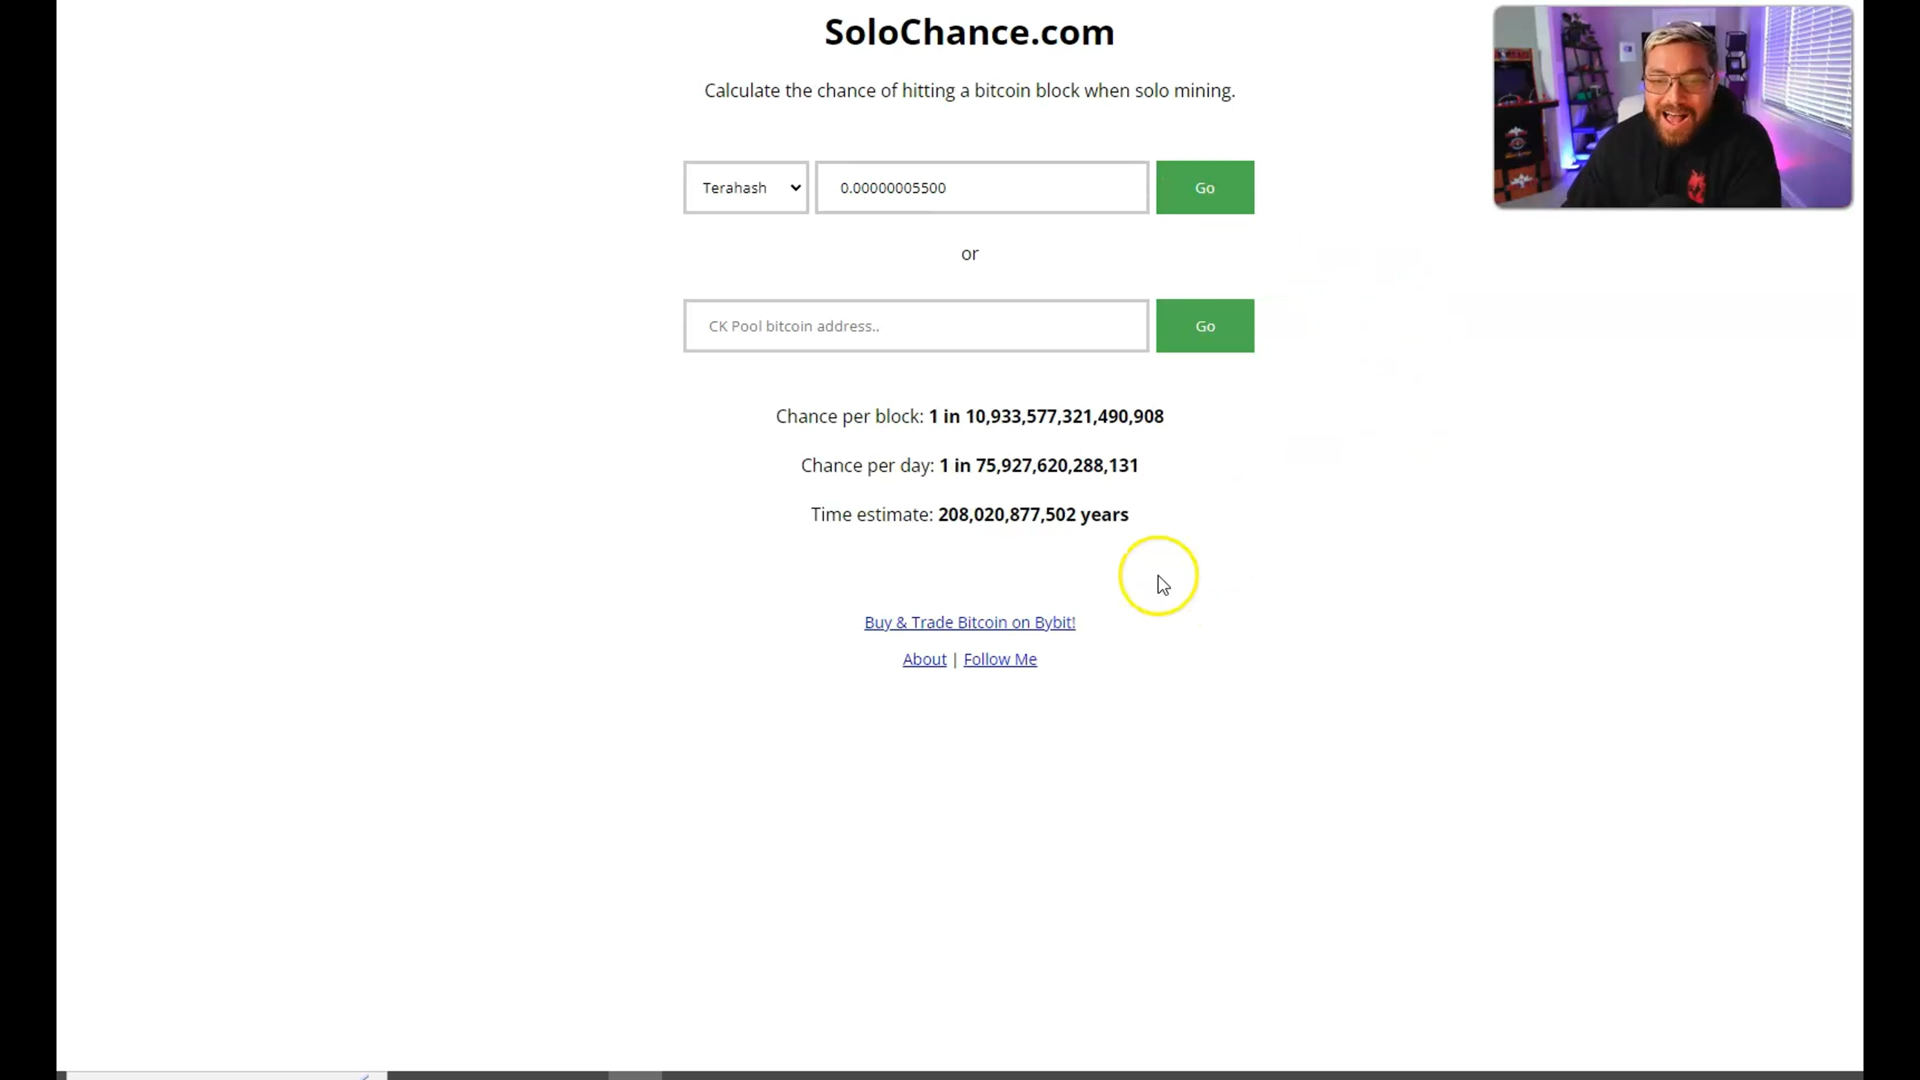 SoloChance.com
Calculate the chance of hitting a bitcoin block when solo mining.
Terahash
0.00000005500
Go
or
CK Pool bitcoin address..
Go
Chance per block: 1 in 10,933,577,321,490,908
Chance per day: 1 in 75,927,620,288,131
Time estimate: 208,020,877,502 years
Buy & Trade Bitcoin on Bybit!
About | Follow Me